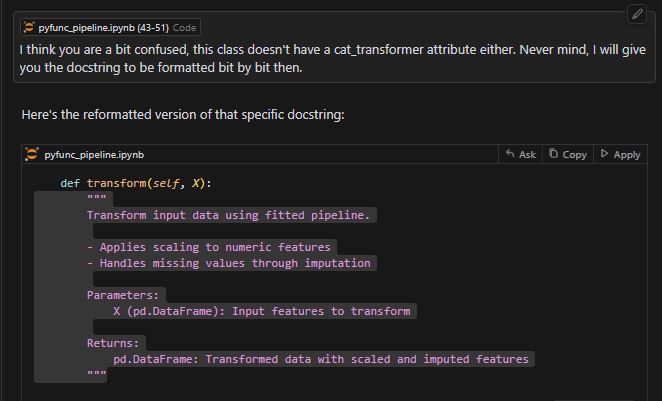 pyfunc_pipeline.ipynb (43-51) Code
I think you are a bit confused, this class doesn't have a cat_transformer attribute either. Never mind, I will give
you the docstring to be formatted bit by bit then.
Here's the reformatted version of that specific docstring:
pyfunc_pipeline.ipynb Ask Copy Apply
def transform(self, X):
"""
Transform input data using fitted pipeline.
- Applies scaling to numeric features
- Handles missing values through imputation
Parameters:
X (pd.DataFrame): Input features to transform
Returns:
pd.DataFrame: Transformed data with scaled and imputed features
"""